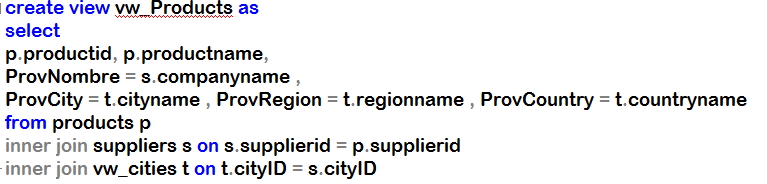 create view vw_Products as
select
p.productid, p.productname,
ProvNombre = s.companyname ,
ProvCity = t.cityname , ProvRegion = t.regionname , ProvCountry = t.countryname
from products p
inner join suppliers s on s.supplierid = p.supplierid
inner join vw_cities t on t.cityID = s.cityID